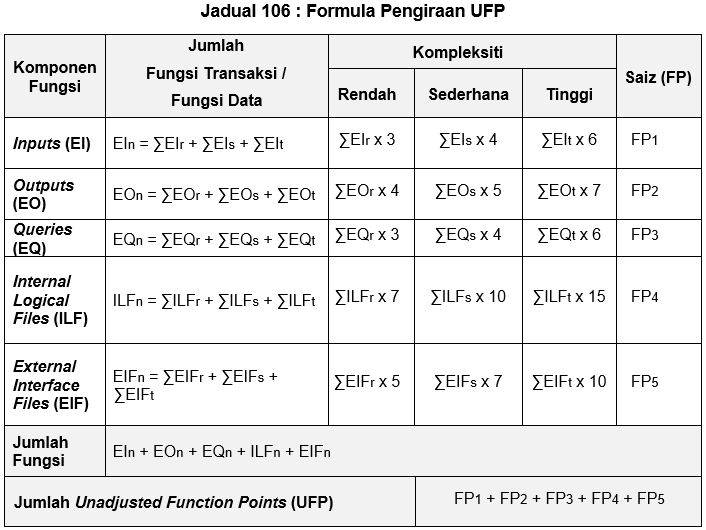 Jadual 106 : Formula Pengiraan UFP
Komponen
Fungsi
Jumlah
Fungsi Transaksi /
Fungsi Data
Kompleksiti
Rendah
Sederhana
Tinggi
Saiz (FP)
Inputs (EI)
EIn = ∑EIr + ∑EIs + ∑EIt
∑EIr x 3
∑EIs x 4
∑EIt x 6
FP1
Outputs
(EO)
EOn = ∑EOr + ∑EOs + ∑EOt
∑EOr x 4
∑EOs x 5
∑EOt x 7
FP2
Queries
(EQ)
EQn = ∑EQr + ∑EQs + ∑EQt
∑EQr x 3
∑EQs x 4
∑EQt x 6
FP3
Internal
Logical
Files (ILF)
ILFn = ∑ILFr + ∑ILFs + ∑ILFt
∑ILFr x 7
∑ILFs x 10
∑ILFt x 15
FP4
External
Interface
Files (EIF)
EIFn = ∑EIFr + ∑EIFs +
∑EIFt
∑EIFr x 5
∑EIFs x 7
∑EIFt x 10
FP5
Jumlah
Fungsi
EIn + EOn + EQn + ILFn + EIFn
Jumlah Unadjusted Function Points (UFP)
FP1 + FP2 + FP3 + FP4 + FP5